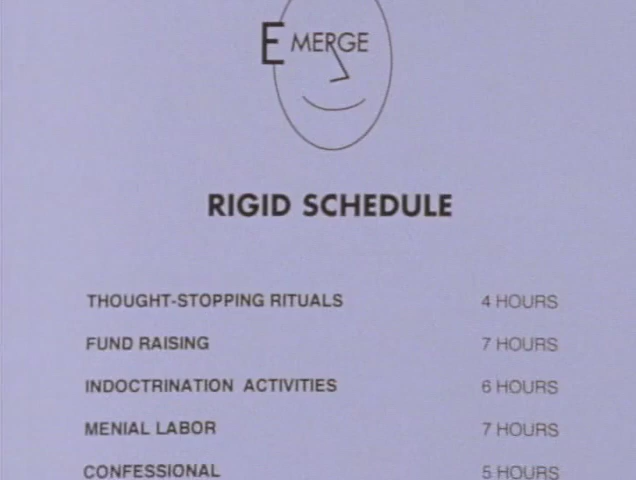 EMERGE
RIGID SCHEDULE
THOUGHT-STOPPING RITUALS 4 HOURS
FUND RAISING 7 HOURS
INDOCTRINATION ACTIVITIES 6 HOURS
MENIAL LABOR 7 HOURS
CONFESSIONAL 5 HOURS